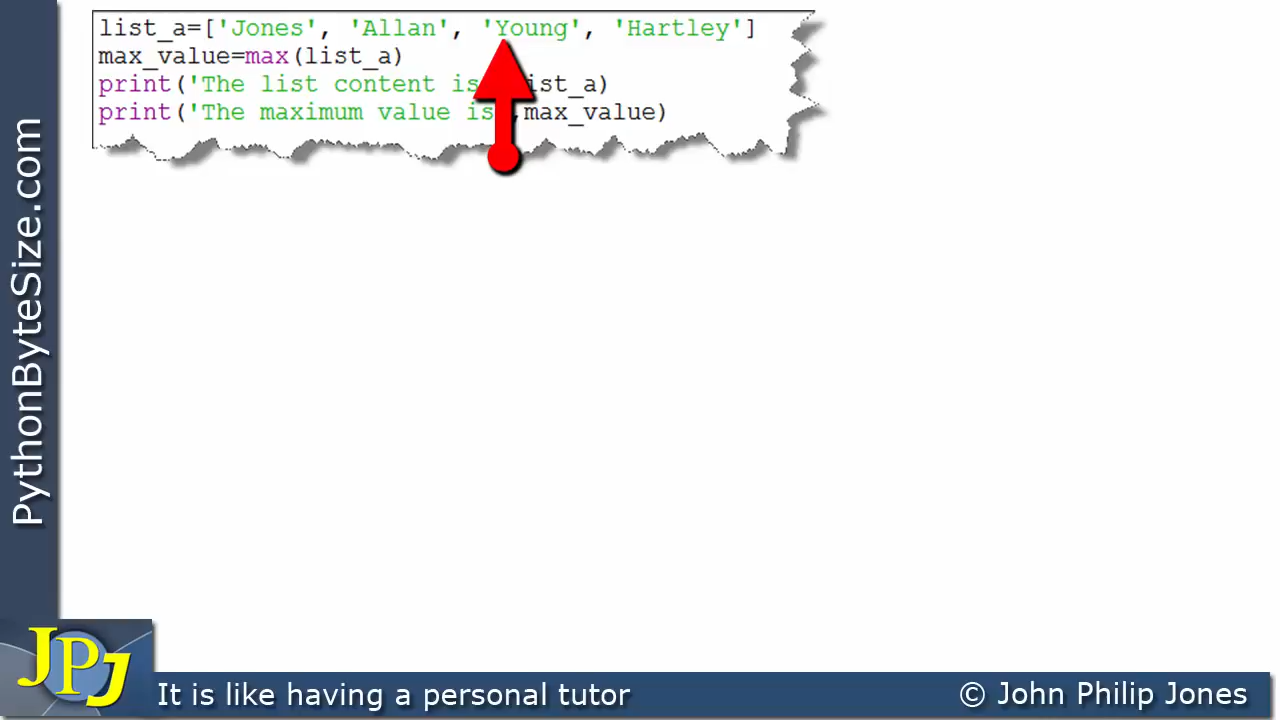 list_a=['Jones', 'Allan', 'Young', 'Hartley']
max_value=max(list_a)
print('The list content is ist_a)
print('The maximum value is ,max_value)
PythonByteSize.com
JPJ
It is like having a personal tutor
© John Philip Jones